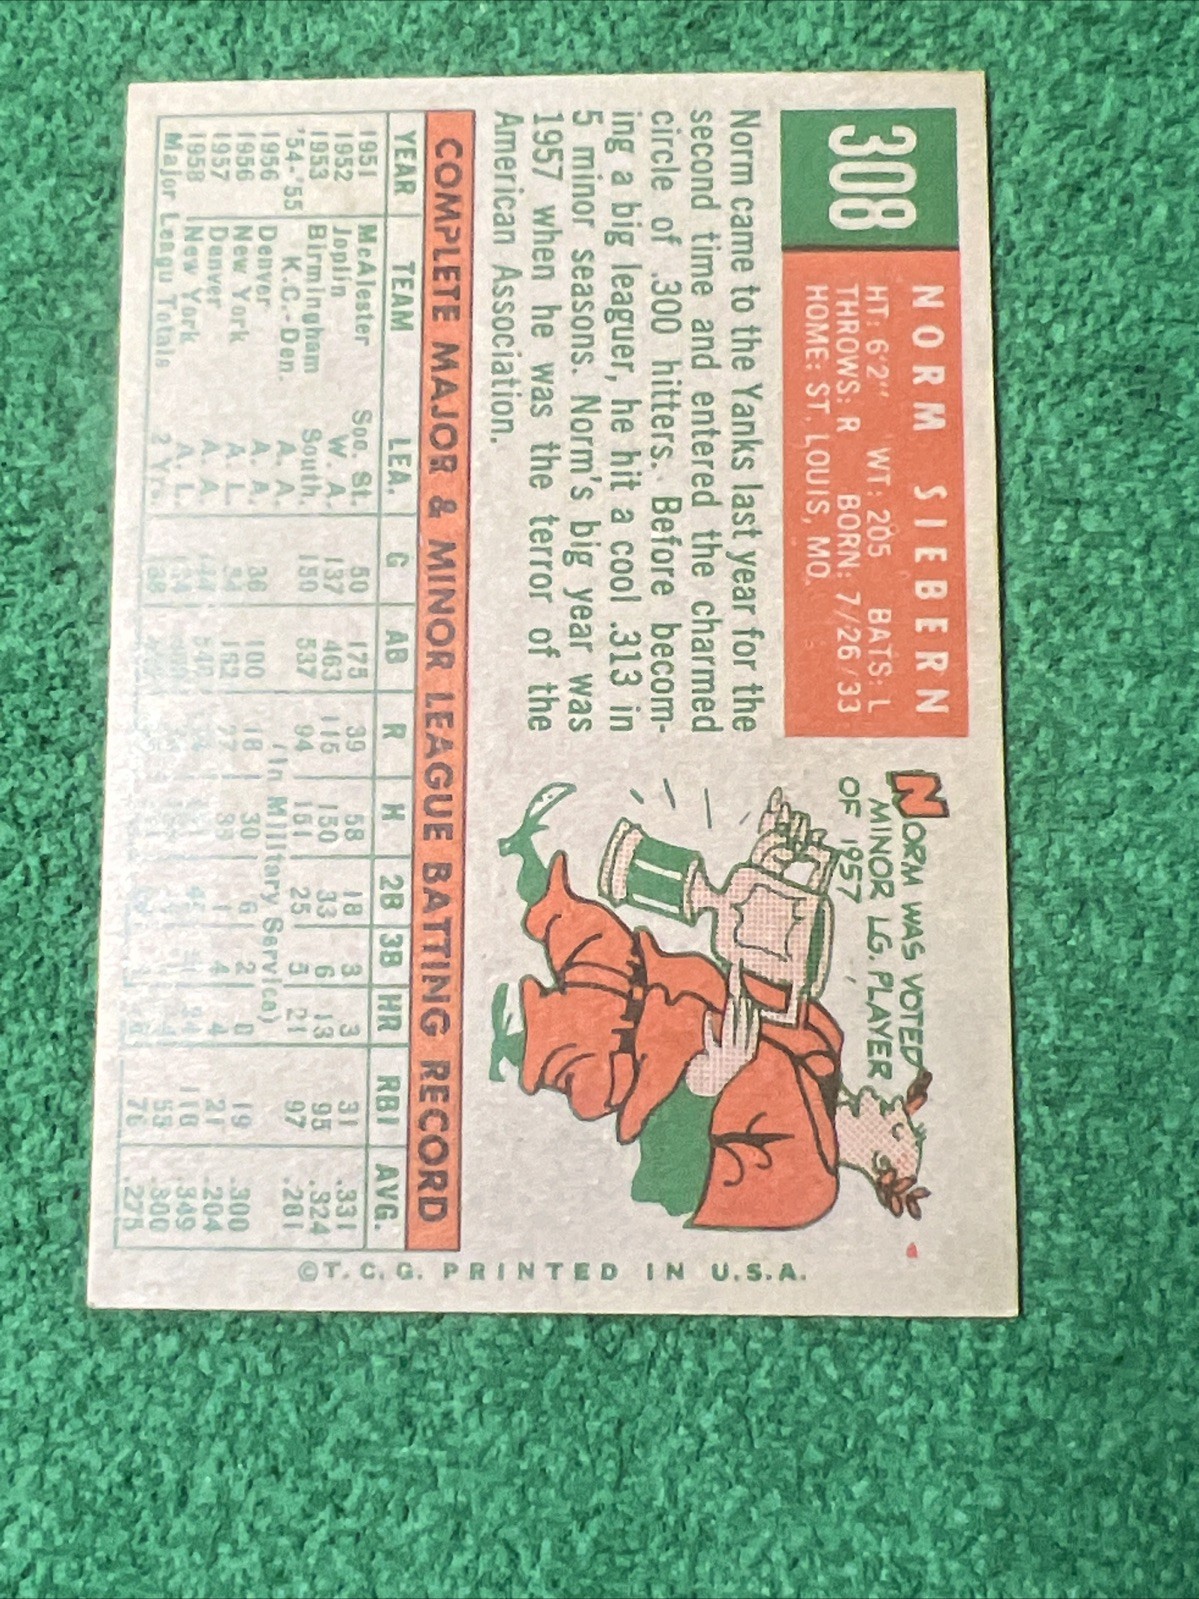 308
NORM SIEBERN
HT: 6'2" WT: 205 BATS: L
THROWS: R BORN: 7/26/33
HOME: ST. LOUIS, MO.
Norm came to the Yanks last year for the
second time and entered the charmed
circle of .300 hitters. Before becom-
ing a big leaguer, he hit a cool .313 in
5 minor seasons. Norm's big year was
1957 when he was the terror of the
American Association.
NORM WAS VOTED
MINOR LG. PLAYER
OF 1957
COMPLETE MAJOR & MINOR LEAGUE BATTING RECORD
YEAR TEAM LEA. G AB R H 2B 3B HR RBI AVG.
1951 McAlester Soo. St. 50 175 39 58 18 3 3 31 .331
1952 Joplin W. A. 137 463 115 150 33 6 13 95 .324
1953 Birmingham South. 150 537 94 151 25 5 21 97 .281
'54-'55 K.C.-Den. A. A. (In Military Service)
1956 Denver A. A. 36 100 18 30 6 2 0 19 .300
1956 New York A. L. 54 162 27 33 1 4 4 21 .204
1957 Denver A. A. 118 .349
1958 New York A. L. 55 .300
Major Leagu Totals 2 Yrs. 76 .275
©T. C. G. PRINTED IN U.S.A.